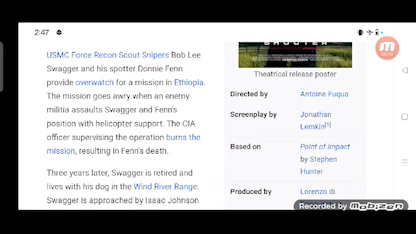 2:47
USMC Force Recon Scout Snipers Bob Lee
Swagger and his spotter Donnie Fenn
provide overwatch for a mission in Ethiopia.
The mission goes awry when an enemy
militia assaults Swagger and Fenn's
position with helicopter support. The CIA
officer supervising the operation burns the
mission, resulting in Fenn's death.
Three years later, Swagger is retired and
lives with his dog in the Wind River Range.
Swagger is approached by Isaac Johnson
SHOOTER
Theatrical release poster
Directed by Antoine Fuqua
Screenplay by Jonathan
Lemkin[1]
Based on Point of Impact
by Stephen
Hunter
Produced by Lorenzo di
Recorded by Mobizen